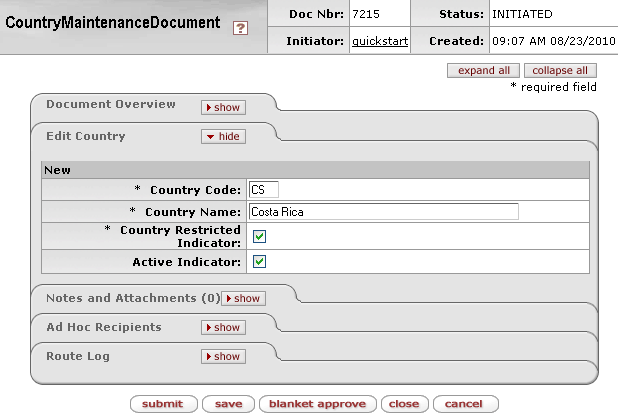 CountryMaintenanceDocument ?
Doc Nbr: 7215 Status: INITIATED
Initiator: quickstart Created: 09:07 AM 08/23/2010
expand all collapse all
* required field
Document Overview show
Edit Country hide
New
* Country Code: CS
* Country Name: Costa Rica
* Country Restricted
Indicator:
Active Indicator:
Notes and Attachments (0) show
Ad Hoc Recipients show
Route Log show
submit save blanket approve close cancel